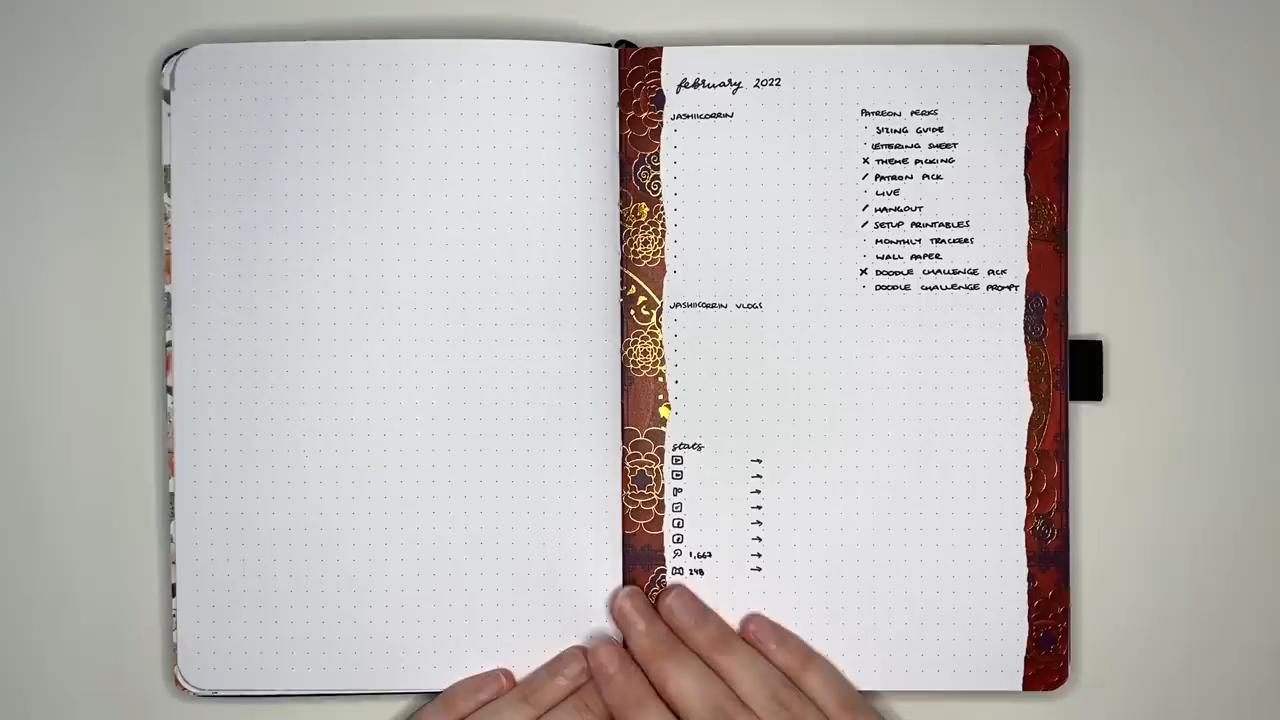 february 2022
JASHIICORRIN
PATREON PERKS
· SIZING GUIDE
· LETTERING SHEET
x THEME PICKING
/ PATRON PICK
· LIVE
/ HANGOUT
/ SETUP PRINTABLES
· MONTHLY TRACKERS
· WALL PAPER
x DOODLE CHALLENGE PICK
· DOODLE CHALLENGE PROMPT
JASHIICORRIN VLOGS
stats
→
→
→
→
→
→
1,667 →
248 →